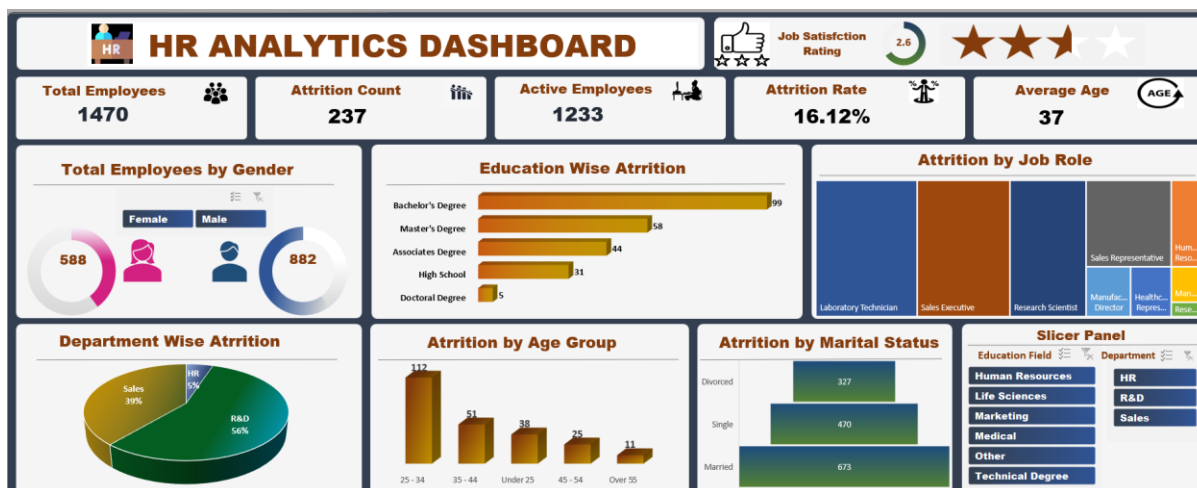 HR
HR ANALYTICS DASHBOARD
Job Satisfction
Rating
2.6
Total Employees
1470
Attrition Count
237
Active Employees
1233
Attrition Rate
16.12%
Average Age
37
AGE
Total Employees by Gender
Female
Male
588
882
Education Wise Atrrition
Bachelor's Degree
99
Master's Degree
58
Associates Degree
44
High School
31
Doctoral Degree
5
Attrition by Job Role
Laboratory Technician
Sales Executive
Research Scientist
Sales Representative
Hum...
Reso...
Manufac...
Director
Healthc...
Repres...
Man...
Rese...
Department Wise Atrrition
HR
5%
Sales
39%
R&D
56%
Atrrition by Age Group
112
51
38
25
11
25 - 34
35 - 44
Under 25
45 - 54
Over 55
Atrrition by Marital Status
Divorced
327
Single
470
Married
673
Slicer Panel
Education Field
Human Resources
Life Sciences
Marketing
Medical
Other
Technical Degree
Department
HR
R&D
Sales